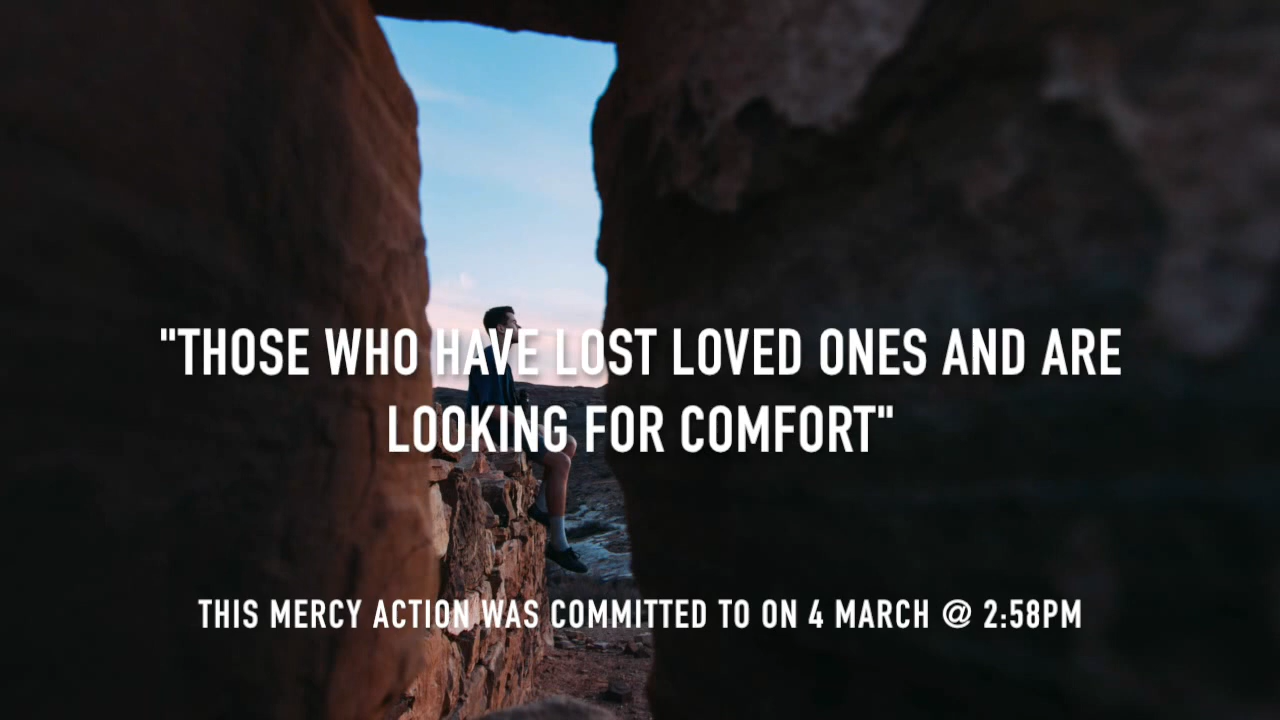 "THOSE WHO HAVE LOST LOVED ONES AND ARE
LOOKING FOR COMFORT"
THIS MERCY ACTION WAS COMMITTED TO ON 4 MARCH @ 2:58PM